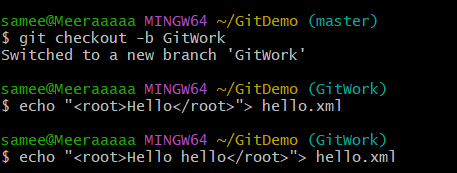 samee@Meeraaaaa MINGW64 ~/GitDemo (master)
$ git checkout -b GitWork
Switched to a new branch 'GitWork'
samee@Meeraaaaa MINGW64 ~/GitDemo (GitWork)
$ echo "<root>Hello</root>"> hello.xml
samee@Meeraaaaa MINGW64 ~/GitDemo (GitWork)
$ echo "<root>Hello hello</root>"> hello.xml